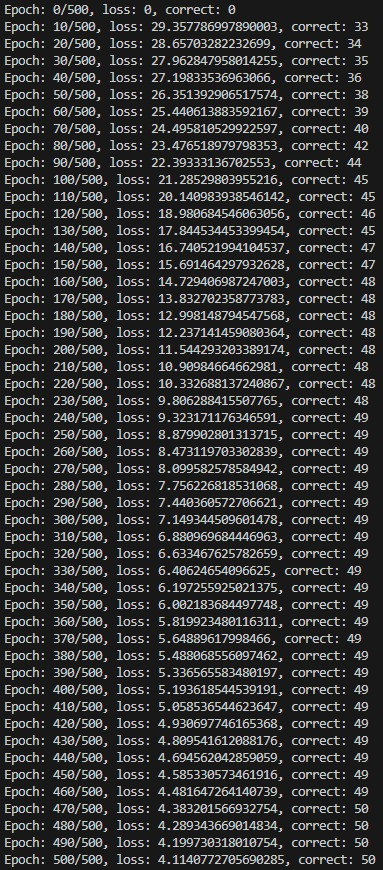 Epoch: 0/500, loss: 0, correct: 0
Epoch: 10/500, loss: 29.357786997890003, correct: 33
Epoch: 20/500, loss: 28.65703282232699, correct: 34
Epoch: 30/500, loss: 27.962847958014255, correct: 35
Epoch: 40/500, loss: 27.19833536963066, correct: 36
Epoch: 50/500, loss: 26.351392906517574, correct: 38
Epoch: 60/500, loss: 25.440613883592167, correct: 39
Epoch: 70/500, loss: 24.495810529922597, correct: 40
Epoch: 80/500, loss: 23.476518979798353, correct: 42
Epoch: 90/500, loss: 22.39333136702553, correct: 44
Epoch: 100/500, loss: 21.28529803955216, correct: 45
Epoch: 110/500, loss: 20.140983938546142, correct: 45
Epoch: 120/500, loss: 18.980684546063056, correct: 46
Epoch: 130/500, loss: 17.844534453399454, correct: 45
Epoch: 140/500, loss: 16.740521994104537, correct: 47
Epoch: 150/500, loss: 15.691464297932628, correct: 47
Epoch: 160/500, loss: 14.729406987247003, correct: 48
Epoch: 170/500, loss: 13.832702358773783, correct: 48
Epoch: 180/500, loss: 12.998148794547568, correct: 48
Epoch: 190/500, loss: 12.237141459080364, correct: 48
Epoch: 200/500, loss: 11.544293203389174, correct: 48
Epoch: 210/500, loss: 10.90984664662981, correct: 48
Epoch: 220/500, loss: 10.332688137240867, correct: 48
Epoch: 230/500, loss: 9.806288415507765, correct: 48
Epoch: 240/500, loss: 9.323171176346591, correct: 49
Epoch: 250/500, loss: 8.879902801313715, correct: 49
Epoch: 260/500, loss: 8.473119703302839, correct: 49
Epoch: 270/500, loss: 8.099582578584942, correct: 49
Epoch: 280/500, loss: 7.756226818531068, correct: 49
Epoch: 290/500, loss: 7.440360572706621, correct: 49
Epoch: 300/500, loss: 7.149344509601478, correct: 49
Epoch: 310/500, loss: 6.880969684446963, correct: 49
Epoch: 320/500, loss: 6.633467625782659, correct: 49
Epoch: 330/500, loss: 6.40624654096625, correct: 49
Epoch: 340/500, loss: 6.197255925021375, correct: 49
Epoch: 350/500, loss: 6.002183684497748, correct: 49
Epoch: 360/500, loss: 5.819923480116311, correct: 49
Epoch: 370/500, loss: 5.64889617998466, correct: 49
Epoch: 380/500, loss: 5.488068556097462, correct: 49
Epoch: 390/500, loss: 5.336565583480197, correct: 49
Epoch: 400/500, loss: 5.193618544539191, correct: 49
Epoch: 410/500, loss: 5.058536544623647, correct: 49
Epoch: 420/500, loss: 4.930697746165368, correct: 49
Epoch: 430/500, loss: 4.809541612088176, correct: 49
Epoch: 440/500, loss: 4.694562042859059, correct: 49
Epoch: 450/500, loss: 4.585330573461916, correct: 49
Epoch: 460/500, loss: 4.481647264140739, correct: 49
Epoch: 470/500, loss: 4.383201566932754, correct: 50
Epoch: 480/500, loss: 4.289343669014834, correct: 50
Epoch: 490/500, loss: 4.199730318010754, correct: 50
Epoch: 500/500, loss: 4.1140772705690285, correct: 50